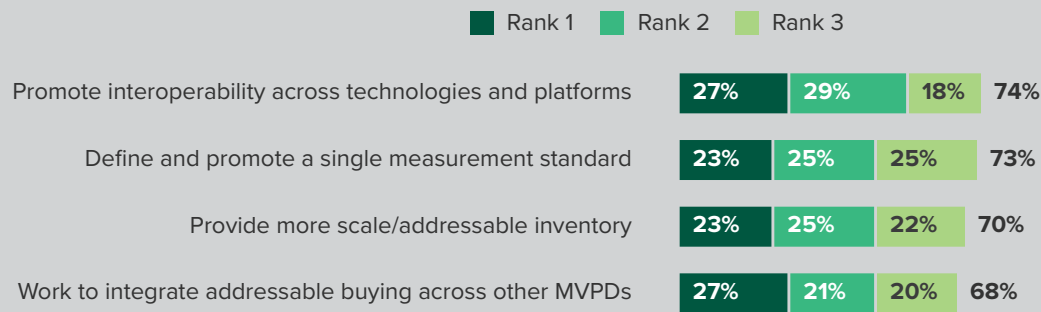 Rank 1 Rank 2 Rank 3
Promote interoperability across technologies and platforms 27% 29% 18% 74%
Define and promote a single measurement standard 23% 25% 25% 73%
Provide more scale/addressable inventory 23% 25% 22% 70%
Work to integrate addressable buying across other MVPDs 27% 21% 20% 68%